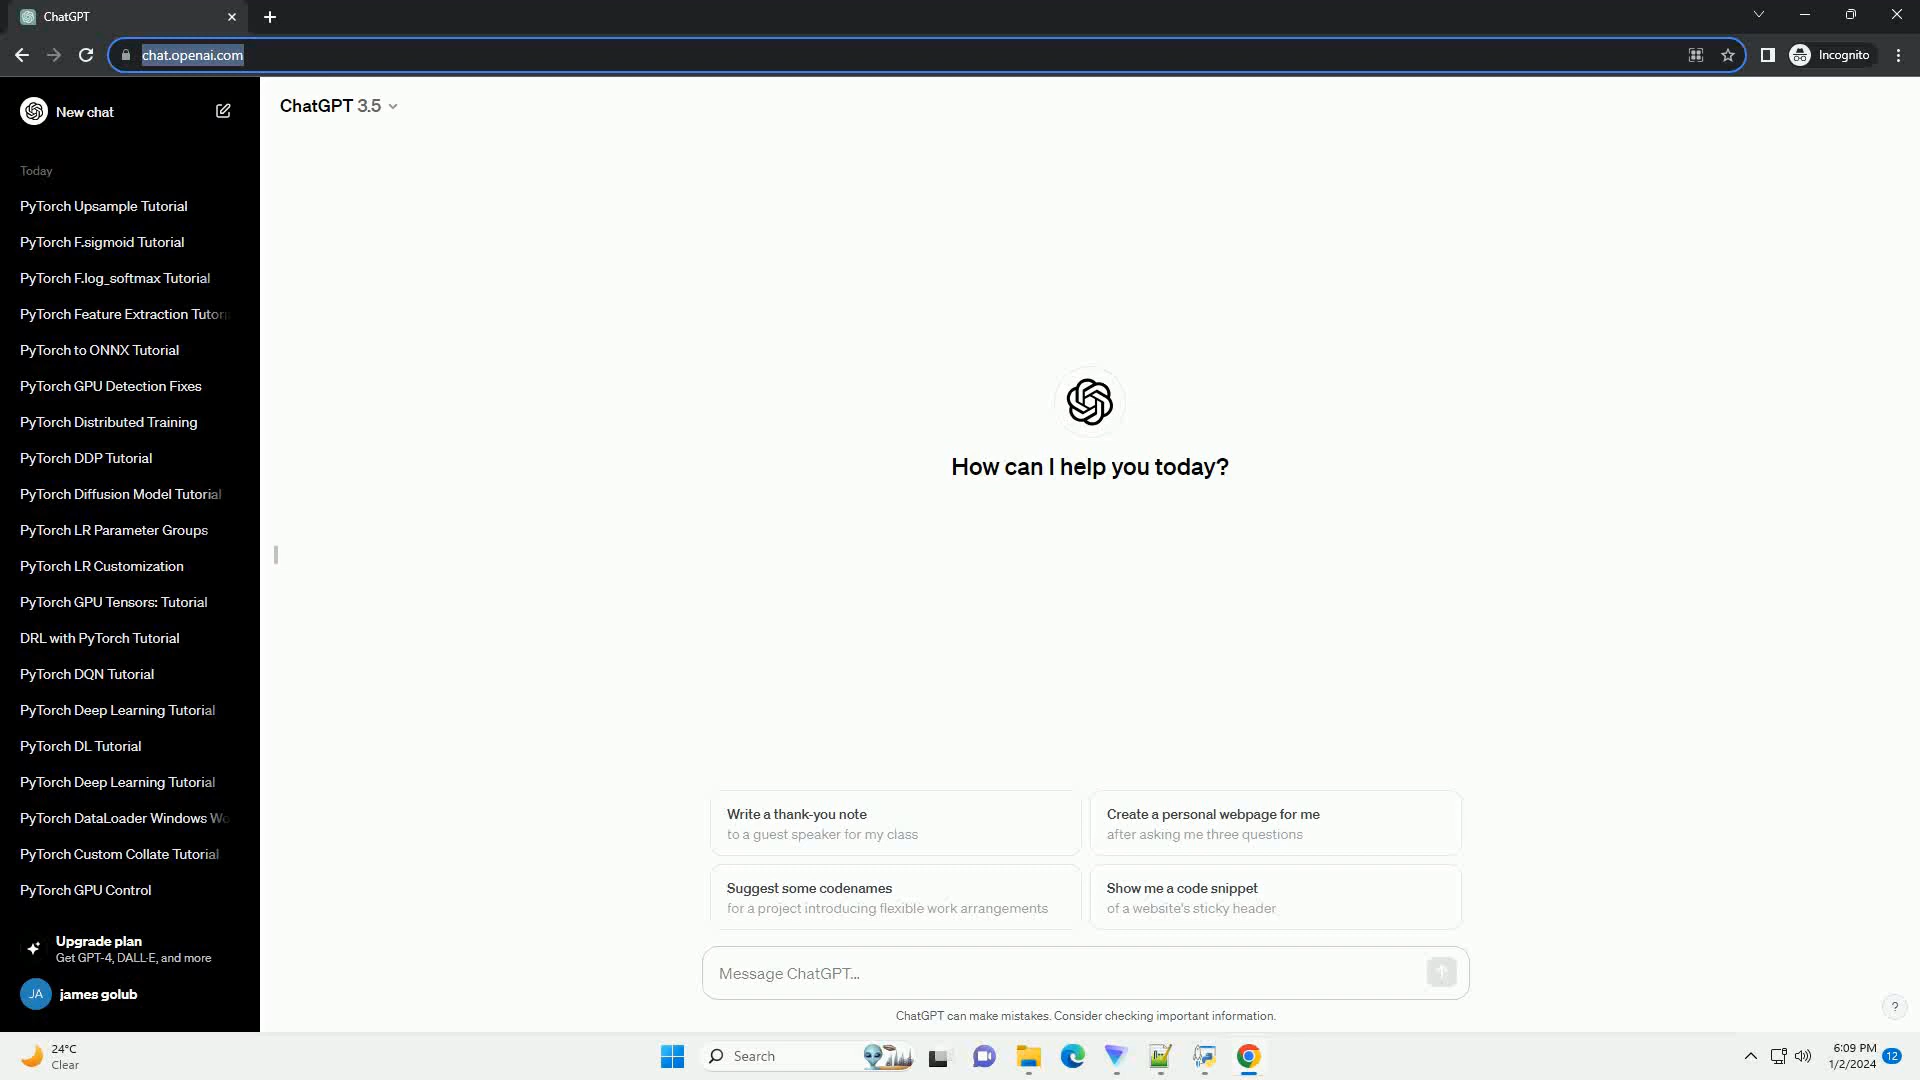 ChatGPT
chat.openai.com
Incognito
New chat
ChatGPT 3.5
Today
PyTorch Upsample Tutorial
PyTorch F.sigmoid Tutorial
PyTorch F.log_softmax Tutorial
PyTorch Feature Extraction Tutori
PyTorch to ONNX Tutorial
PyTorch GPU Detection Fixes
PyTorch Distributed Training
PyTorch DDP Tutorial
PyTorch Diffusion Model Tutorial
PyTorch LR Parameter Groups
PyTorch LR Customization
PyTorch GPU Tensors: Tutorial
DRL with PyTorch Tutorial
PyTorch DQN Tutorial
PyTorch Deep Learning Tutorial
PyTorch DL Tutorial
PyTorch Deep Learning Tutorial
PyTorch DataLoader Windows Wo
PyTorch Custom Collate Tutorial
PyTorch GPU Control
Upgrade plan
Get GPT-4, DALL·E, and more
JA
james golub
How can I help you today?
Write a thank-you note
to a guest speaker for my class
Create a personal webpage for me
after asking me three questions
Suggest some codenames
for a project introducing flexible work arrangements
Show me a code snippet
of a website's sticky header
Message ChatGPT...
ChatGPT can make mistakes. Consider checking important information.
?
24°C
Clear
Search
6:09 PM
1/2/2024
12